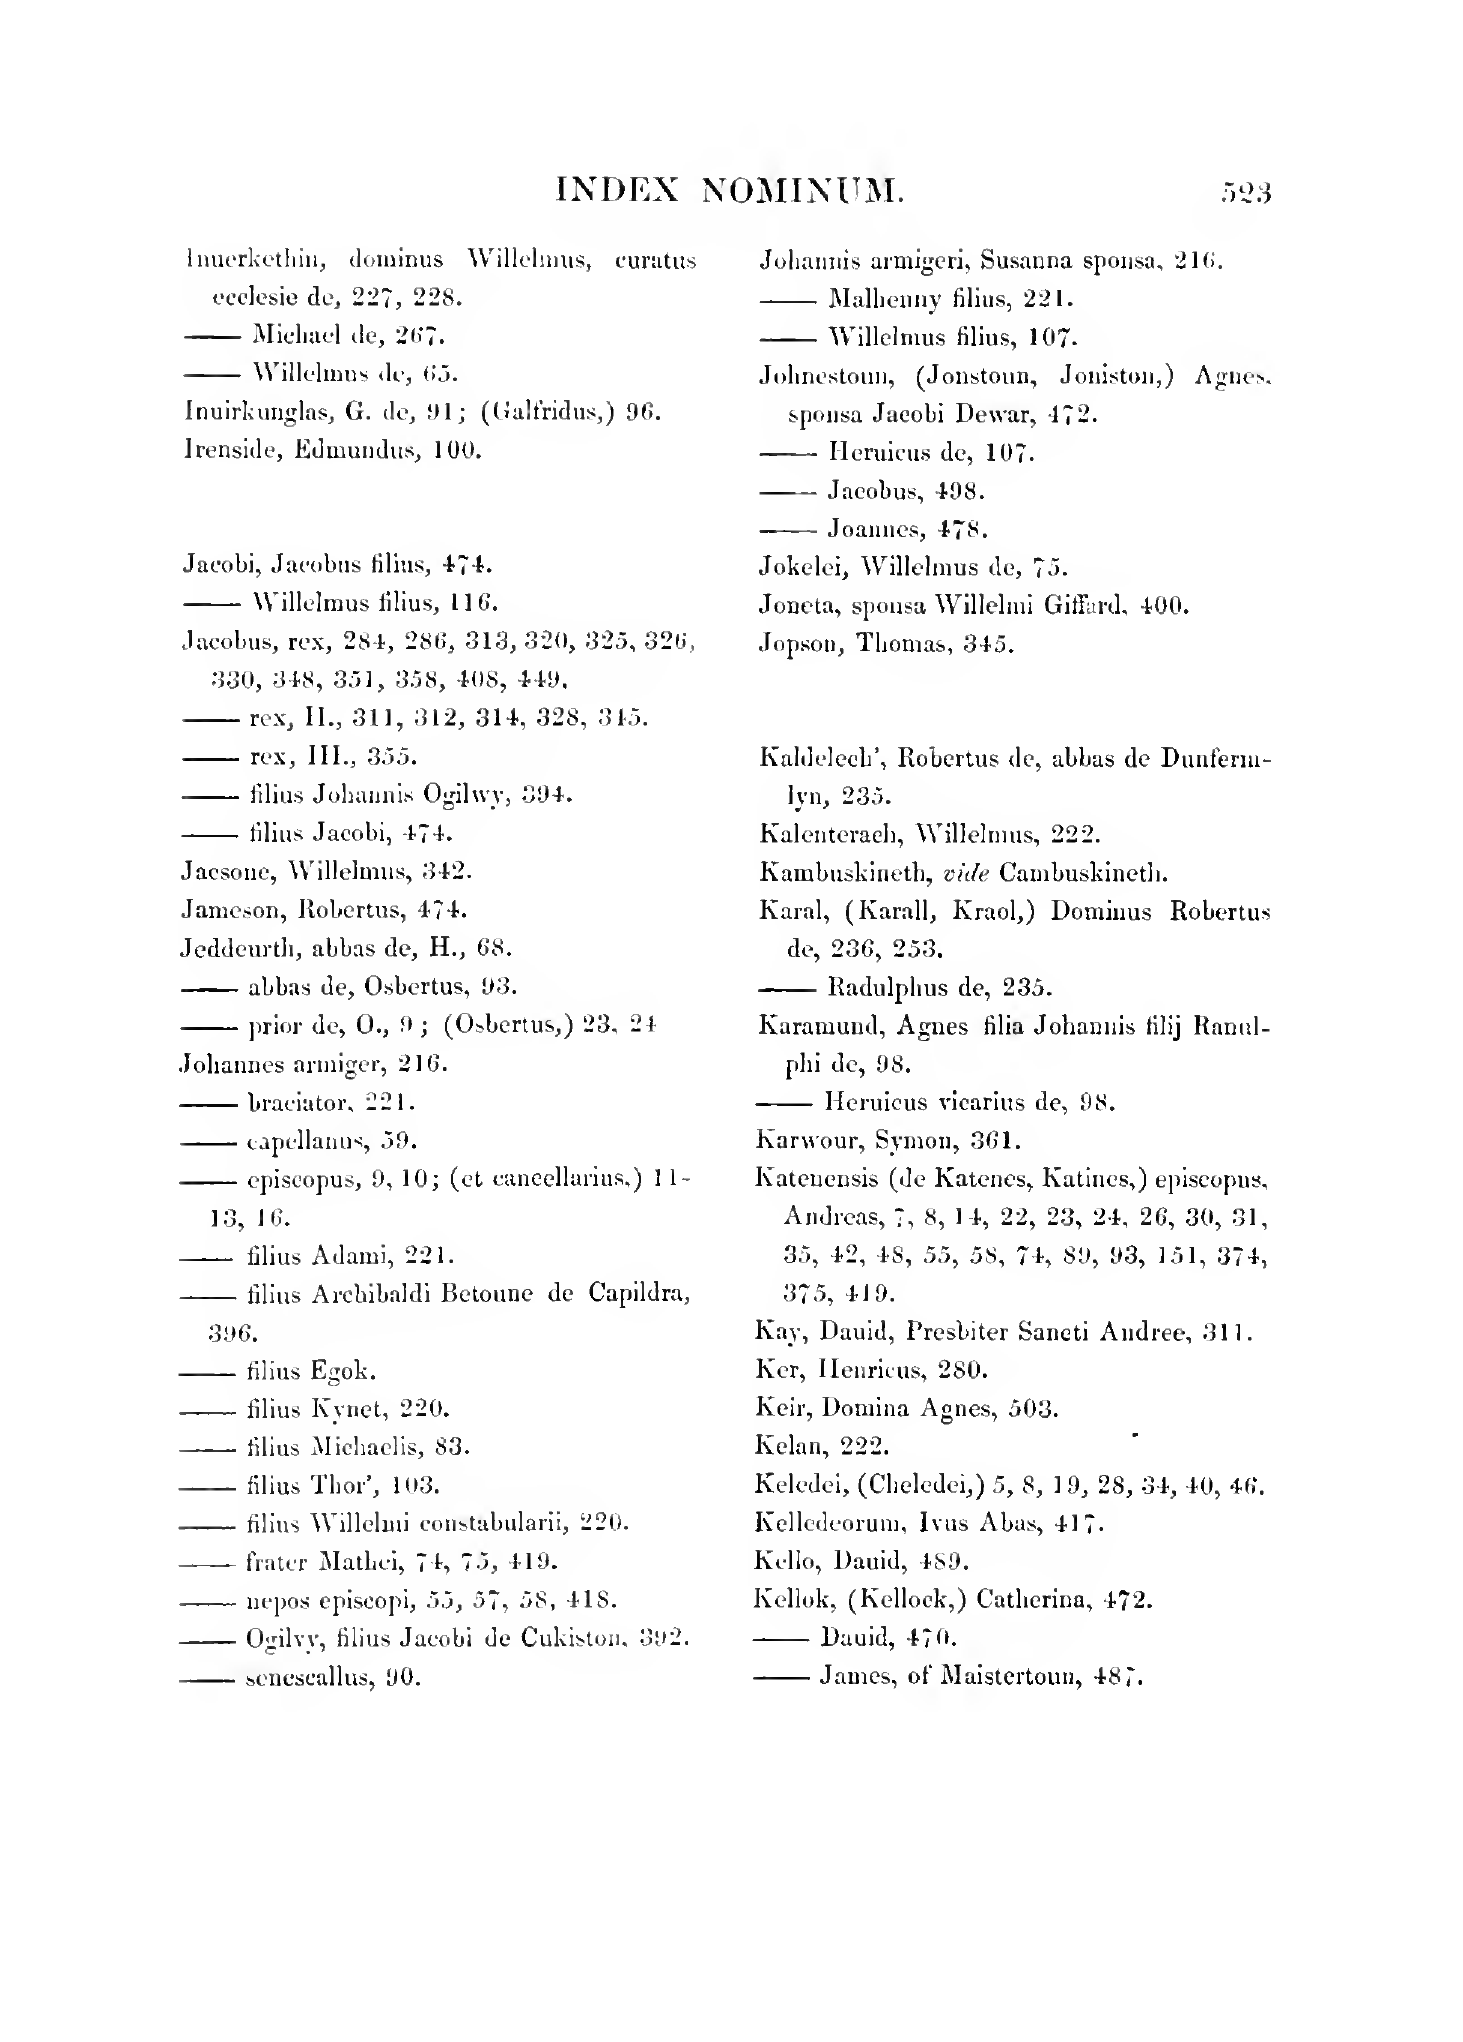 INDEX NOMINUM. 523
Inuerkethin, dominus Willelmus, curatus
ecclesie de, 227, 228.
—— Michael de, 267.
—— Willelmus de, 65.
Inuirkunglas, G. de, 91; (Galfridus,) 96.
Irenside, Edmundus, 100.
Jacobi, Jacobus filius, 474.
—— Willelmus filius, 116.
Jacobus, rex, 284, 286, 313, 320, 325, 326,
330, 348, 351, 358, 408, 449.
—— rex, II., 311, 312, 314, 328, 345.
—— rex, III., 355.
—— filius Johannis Ogilwy, 394.
—— filius Jacobi, 474.
Jacsone, Willelmus, 342.
Jameson, Robertus, 474.
Jeddeurth, abbas de, H., 68.
—— abbas de, Osbertus, 93.
—— prior de, O., 9; (Osbertus,) 23, 24
Johannes armiger, 216.
—— braciator, 221.
—— capellanus, 59.
—— episcopus, 9, 10; (et cancellarius,) 11-
13, 16.
—— filius Adami, 221.
—— filius Archibaldi Betoune de Capildra,
396.
—— filius Egok.
—— filius Kynet, 220.
—— filius Michaelis, 83.
—— filius Thor’, 103.
—— filius Willelmi constabularii, 220.
—— frater Mathei, 74, 75, 419.
—— nepos episcopi, 55, 57, 58, 418.
—— Ogilvy, filius Jacobi de Cukiston, 392.
—— senescallus, 90.
Johannis armigeri, Susanna sponsa, 216.
—— Malhenny filius, 221.
—— Willelmus filius, 107.
Johnestoun, (Jonstoun, Joniston,) Agnes,
sponsa Jacobi Dewar, 472.
—— Heruicus de, 107.
—— Jacobus, 498.
—— Joannes, 478.
Jokelei, Willelmus de, 75.
Joneta, sponsa Willelmi Giffard, 400.
Jopson, Thomas, 345.
Kaldelech’, Robertus de, abbas de Dunferm-
lyn, 235.
Kalenterach, Willelmus, 222.
Kambuskineth, vide Cambuskineth.
Karal, (Karall, Kraol,) Dominus Robertus
de, 236, 253.
—— Radulphus de, 235.
Karamund, Agnes filia Johannis filij Ranul-
phi de, 98.
—— Heruicus vicarius de, 98.
Karwour, Symon, 361.
Katenensis (de Katenes, Katines,) episcopus,
Andreas, 7, 8, 14, 22, 23, 24, 26, 30, 31,
35, 42, 48, 55, 58, 74, 89, 93, 151, 374,
375, 419.
Kay, Dauid, Presbiter Sancti Andree, 311.
Ker, Henricus, 280.
Keir, Domina Agnes, 503.
Kelan, 222.
Keledei, (Cheledei,) 5, 8, 19, 28, 34, 40, 46.
Kelledeorum, Ivus Abas, 417.
Kello, Dauid, 489.
Kellok, (Kellock,) Catherina, 472.
—— Dauid, 470.
—— James, of Maistertoun, 487.